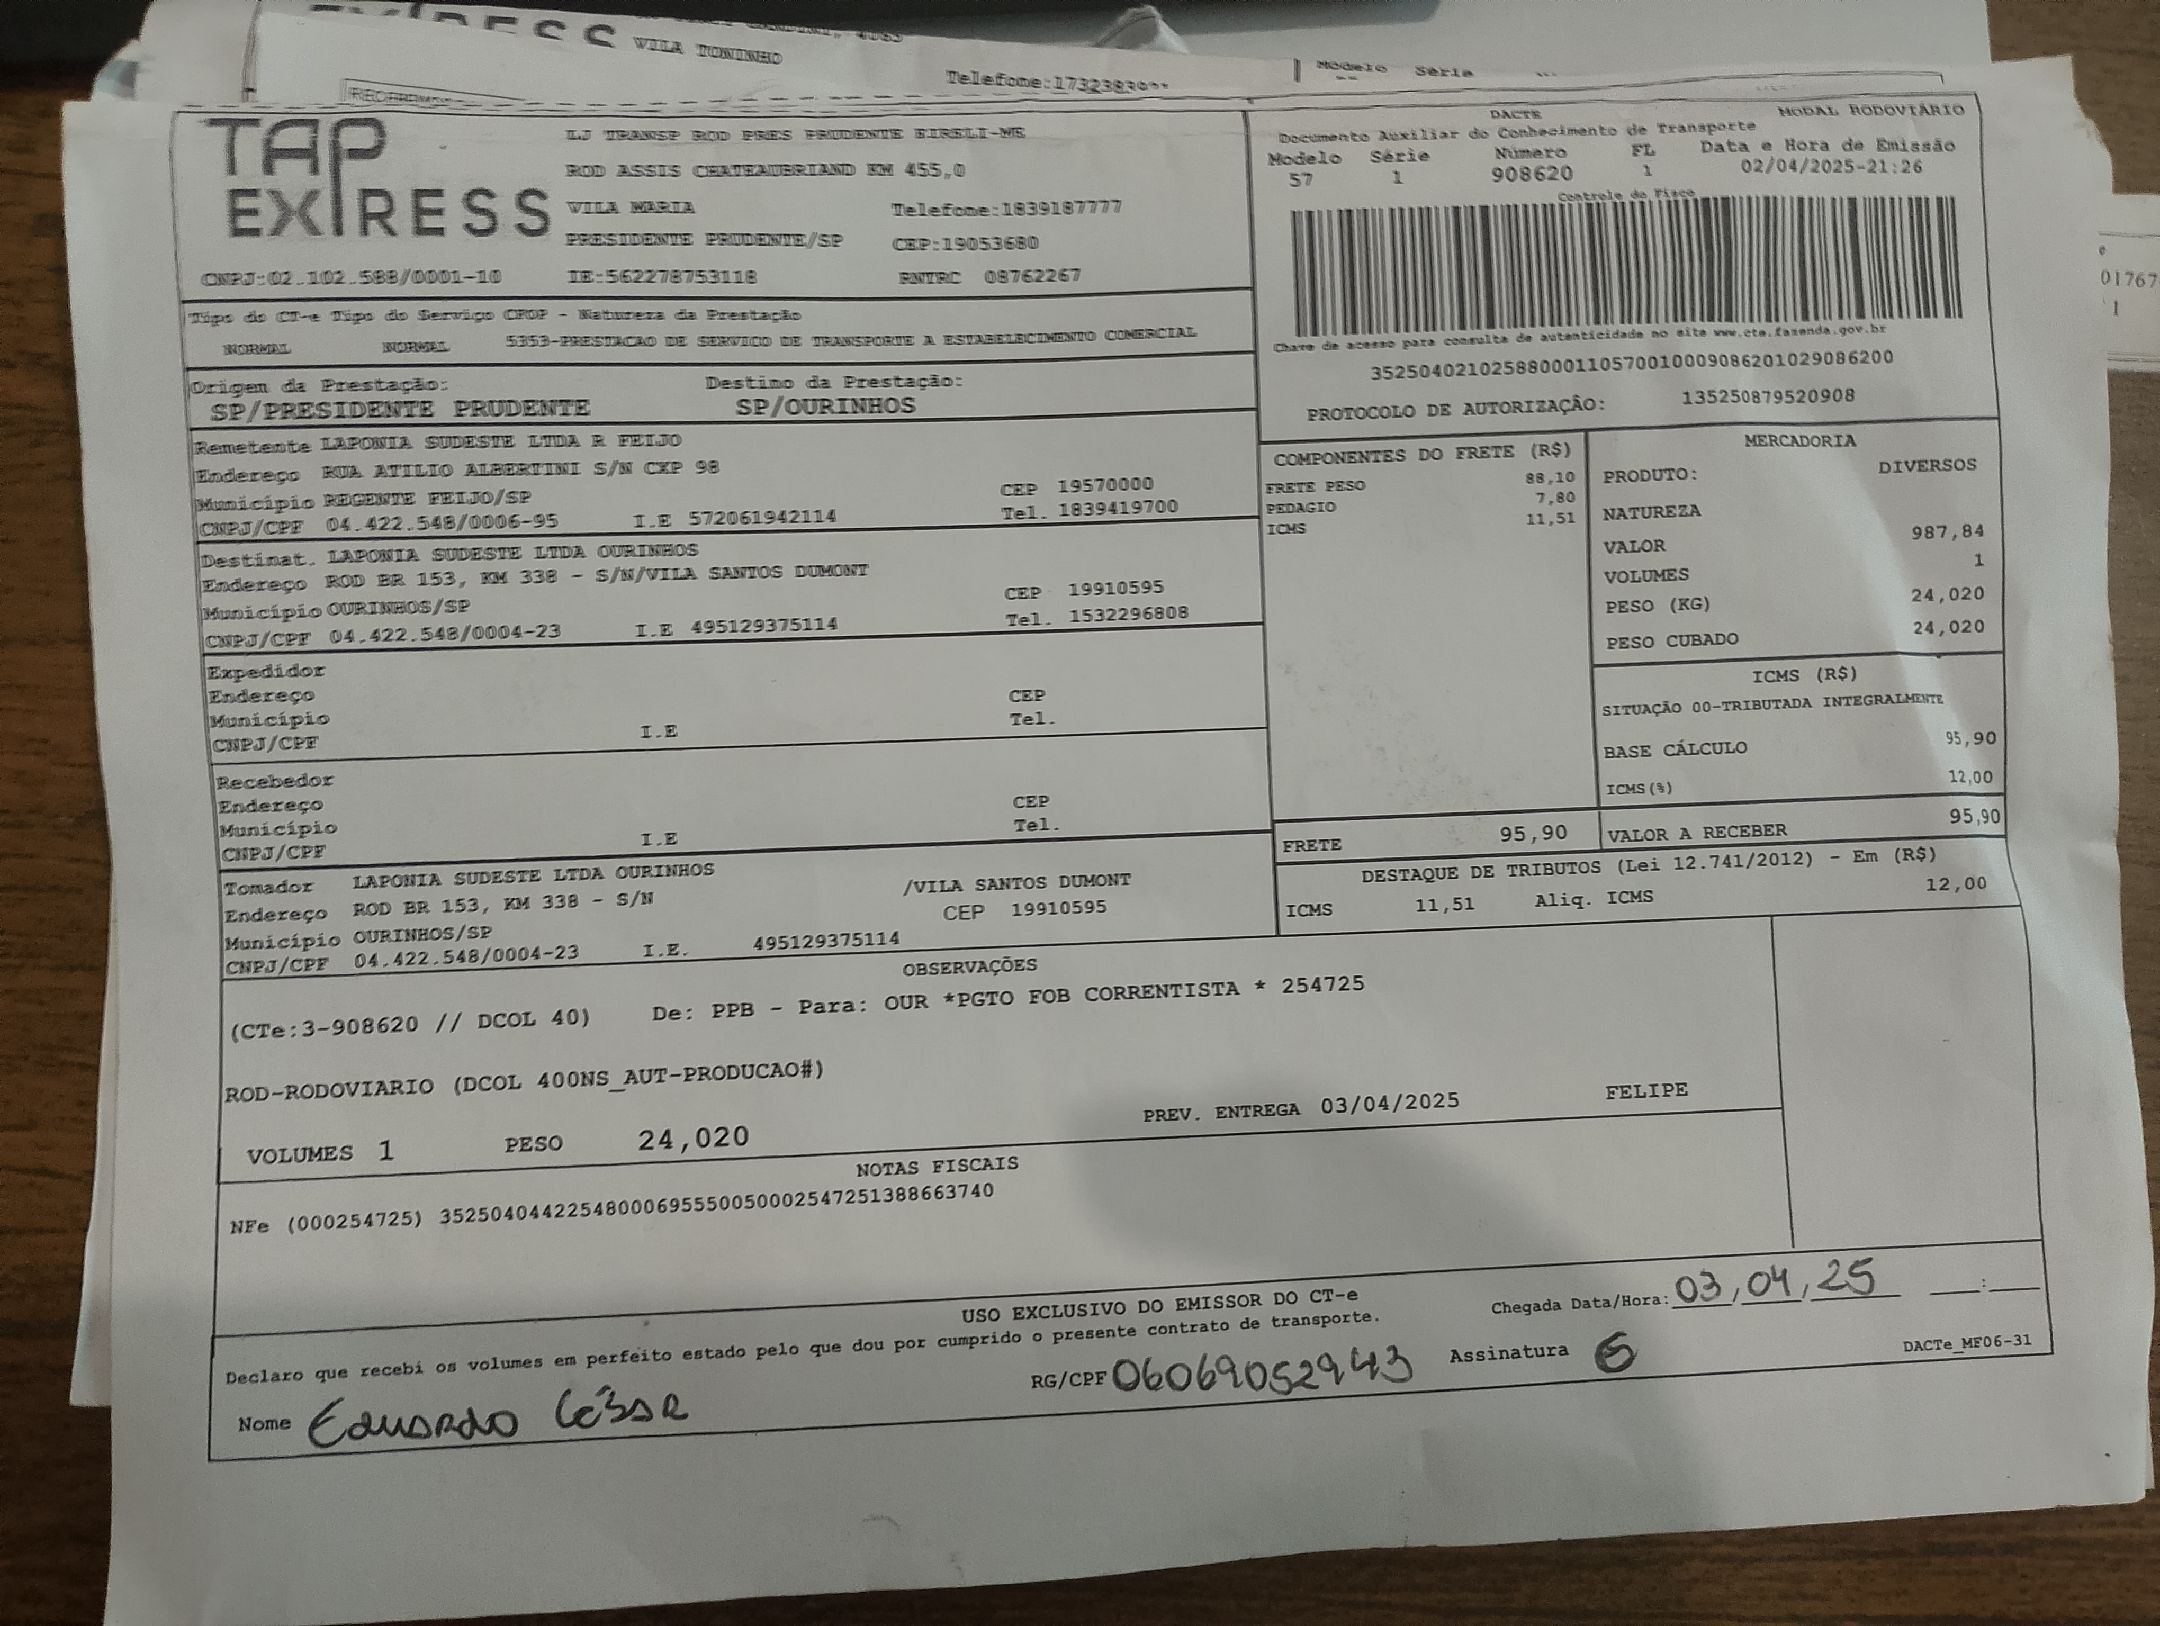 VILA TONINHO
Modelo Série
TAP EXPRESS
LJ TRANSP ROD PRES PRUDENTE EIRELI-ME
ROD ASSIS CHATEAUBRIAND KM 455,0
VILA MARIA Telefone:1839187777
PRESIDENTE PRUDENTE/SP CEP:19053680
CNPJ:02.102.588/0001-10 IE:562278753118 RNTRC 08762267
DACTE MODAL RODOVIÁRIO
Documento Auxiliar do Conhecimento de Transporte
Modelo Série Número FL Data e Hora de Emissão
57 1 908620 1 02/04/2025-21:26
Controle do Fisco
Chave de acesso para consulta de autenticidade no site www.cte.fazenda.gov.br
35250402102588000110570010009086201029086200
PROTOCOLO DE AUTORIZAÇÃO: 135250879520908
Tipo do CT-e Tipo do Serviço CFOP - Natureza da Prestação
NORMAL NORMAL 5353-PRESTACAO DE SERVICO DE TRANSPORTE A ESTABELECIMENTO COMERCIAL
Origen da Prestação: Destino da Prestação:
SP/PRESIDENTE PRUDENTE SP/OURINHOS
Remetente LAPONIA SUDESTE LTDA R FEIJO
Endereço RUA ATILIO ALBERTINI S/N CXP 98
Município REGENTE FEIJO/SP CEP 19570000
CNPJ/CPF 04.422.548/0006-95 I.E 572061942114 Tel. 1839419700
Destinat. LAPONIA SUDESTE LTDA OURINHOS
Endereço ROD BR 153, KM 338 - S/N/VILA SANTOS DUMONT
Município OURINHOS/SP CEP 19910595
CNPJ/CPF 04.422.548/0004-23 I.E 495129375114 Tel. 1532296808
Expedidor
Endereço CEP
Município Tel.
CNPJ/CPF I.E
Recebedor
Endereço CEP
Município Tel.
CNPJ/CPF I.E
Tomador LAPONIA SUDESTE LTDA OURINHOS
Endereço ROD BR 153, KM 338 - S/N /VILA SANTOS DUMONT
Município OURINHOS/SP CEP 19910595
CNPJ/CPF 04.422.548/0004-23 I.E. 495129375114
COMPONENTES DO FRETE (R$)
FRETE PESO 88,10
PEDAGIO 7,80
ICMS 11,51
MERCADORIA
PRODUTO: DIVERSOS
NATUREZA
VALOR 987,84
VOLUMES 1
PESO (KG) 24,020
PESO CUBADO 24,020
ICMS (R$)
SITUAÇÃO 00-TRIBUTADA INTEGRALMENTE
BASE CÁLCULO 95,90
ICMS(%) 12,00
FRETE 95,90 VALOR A RECEBER 95,90
DESTAQUE DE TRIBUTOS (Lei 12.741/2012) - Em (R$)
ICMS 11,51 Aliq. ICMS 12,00
OBSERVAÇÕES
(CTe:3-908620 // DCOL 40) De: PPB - Para: OUR *PGTO FOB CORRENTISTA * 254725
ROD-RODOVIARIO (DCOL 400NS_AUT-PRODUCAO#)
VOLUMES 1 PESO 24,020 PREV. ENTREGA 03/04/2025 FELIPE
NOTAS FISCAIS
NFe (000254725) 35250404422548000695550050002547251388663740
USO EXCLUSIVO DO EMISSOR DO CT-e
Declaro que recebi os volumes em perfeito estado pelo que dou por cumprido o presente contrato de transporte.
Chegada Data/Hora: 03,04,25 :
Nome Eduardo César RG/CPF 06069052943 Assinatura
DACTe_MF06-31